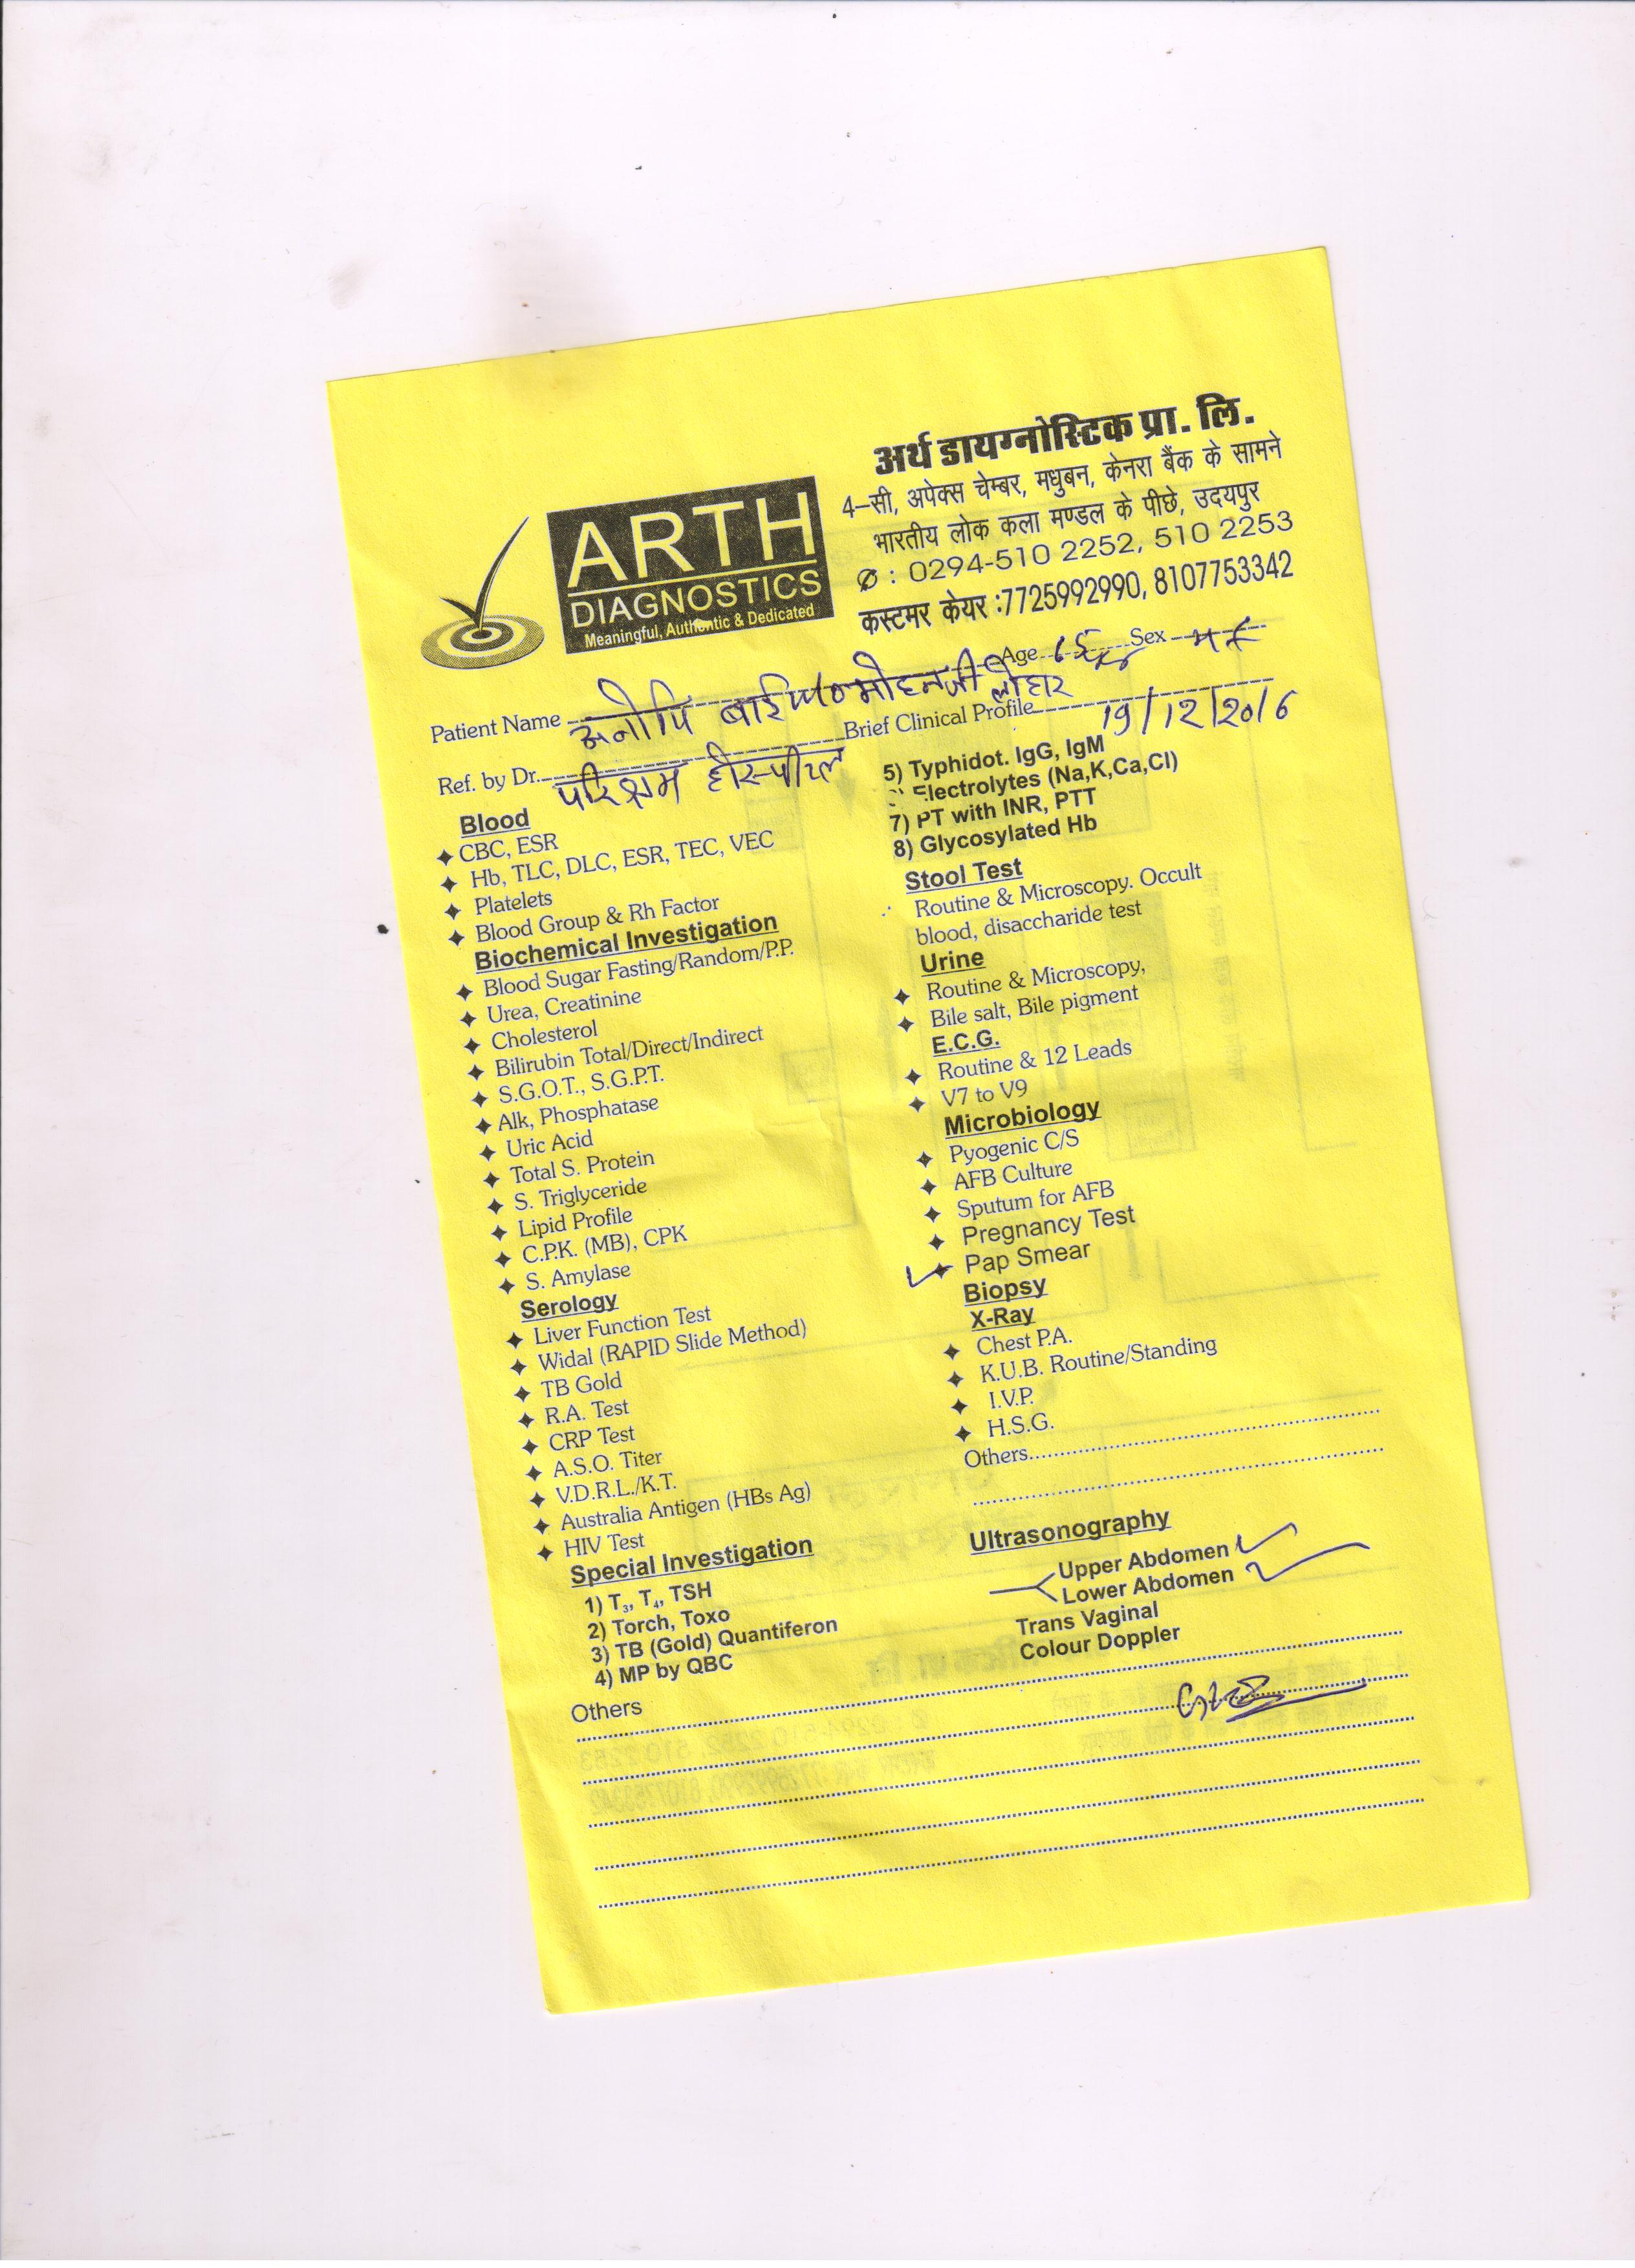 अर्थ डायग्नोस्टिक प्रा. लि.
4-सी, अपेक्स चेम्बर, मधुबन, केनरा बैंक के सामने
भारतीय लोक कला मण्डल के पीछे, उदयपुर
: 0294-510 2252, 510 2253
कस्टमर केयर :7725992990, 8107753342
ARTH
DIAGNOSTICS
Meaningful, Authentic & Dedicated
Patient Name बाई मोहनजी लोहार Age Sex
Ref. by Dr. परिश्रम हॉस्पीटल Brief Clinical Profile 19/12/2016
Blood
CBC, ESR
Hb, TLC, DLC, ESR, TEC, VEC
Platelets
Blood Group & Rh Factor
Biochemical Investigation
Blood Sugar Fasting/Random/P.P.
Urea, Creatinine
Cholesterol
Bilirubin Total/Direct/Indirect
S.G.O.T., S.G.P.T.
Alk, Phosphatase
Uric Acid
Total S. Protein
S. Triglyceride
Lipid Profile
C.P.K. (MB), CPK
S. Amylase
Serology
Liver Function Test
Widal (RAPID Slide Method)
TB Gold
R.A. Test
CRP Test
A.S.O. Titer
V.D.R.L./K.T.
Australia Antigen (HBs Ag)
HIV Test
Special Investigation
1) T₃, T₄, TSH
2) Torch, Toxo
3) TB (Gold) Quantiferon
4) MP by QBC
5) Typhidot. IgG, IgM
Electrolytes (Na,K,Ca,Cl)
7) PT with INR, PTT
8) Glycosylated Hb
Stool Test
Routine & Microscopy. Occult
blood, disaccharide test
Urine
Routine & Microscopy,
Bile salt, Bile pigment
E.C.G.
Routine & 12 Leads
V7 to V9
Microbiology
Pyogenic C/S
AFB Culture
Sputum for AFB
Pregnancy Test
Pap Smear
Biopsy
X-Ray
Chest P.A.
K.U.B. Routine/Standing
I.V.P.
H.S.G.
Others
Ultrasonography
Upper Abdomen
Lower Abdomen
Trans Vaginal
Colour Doppler
Others